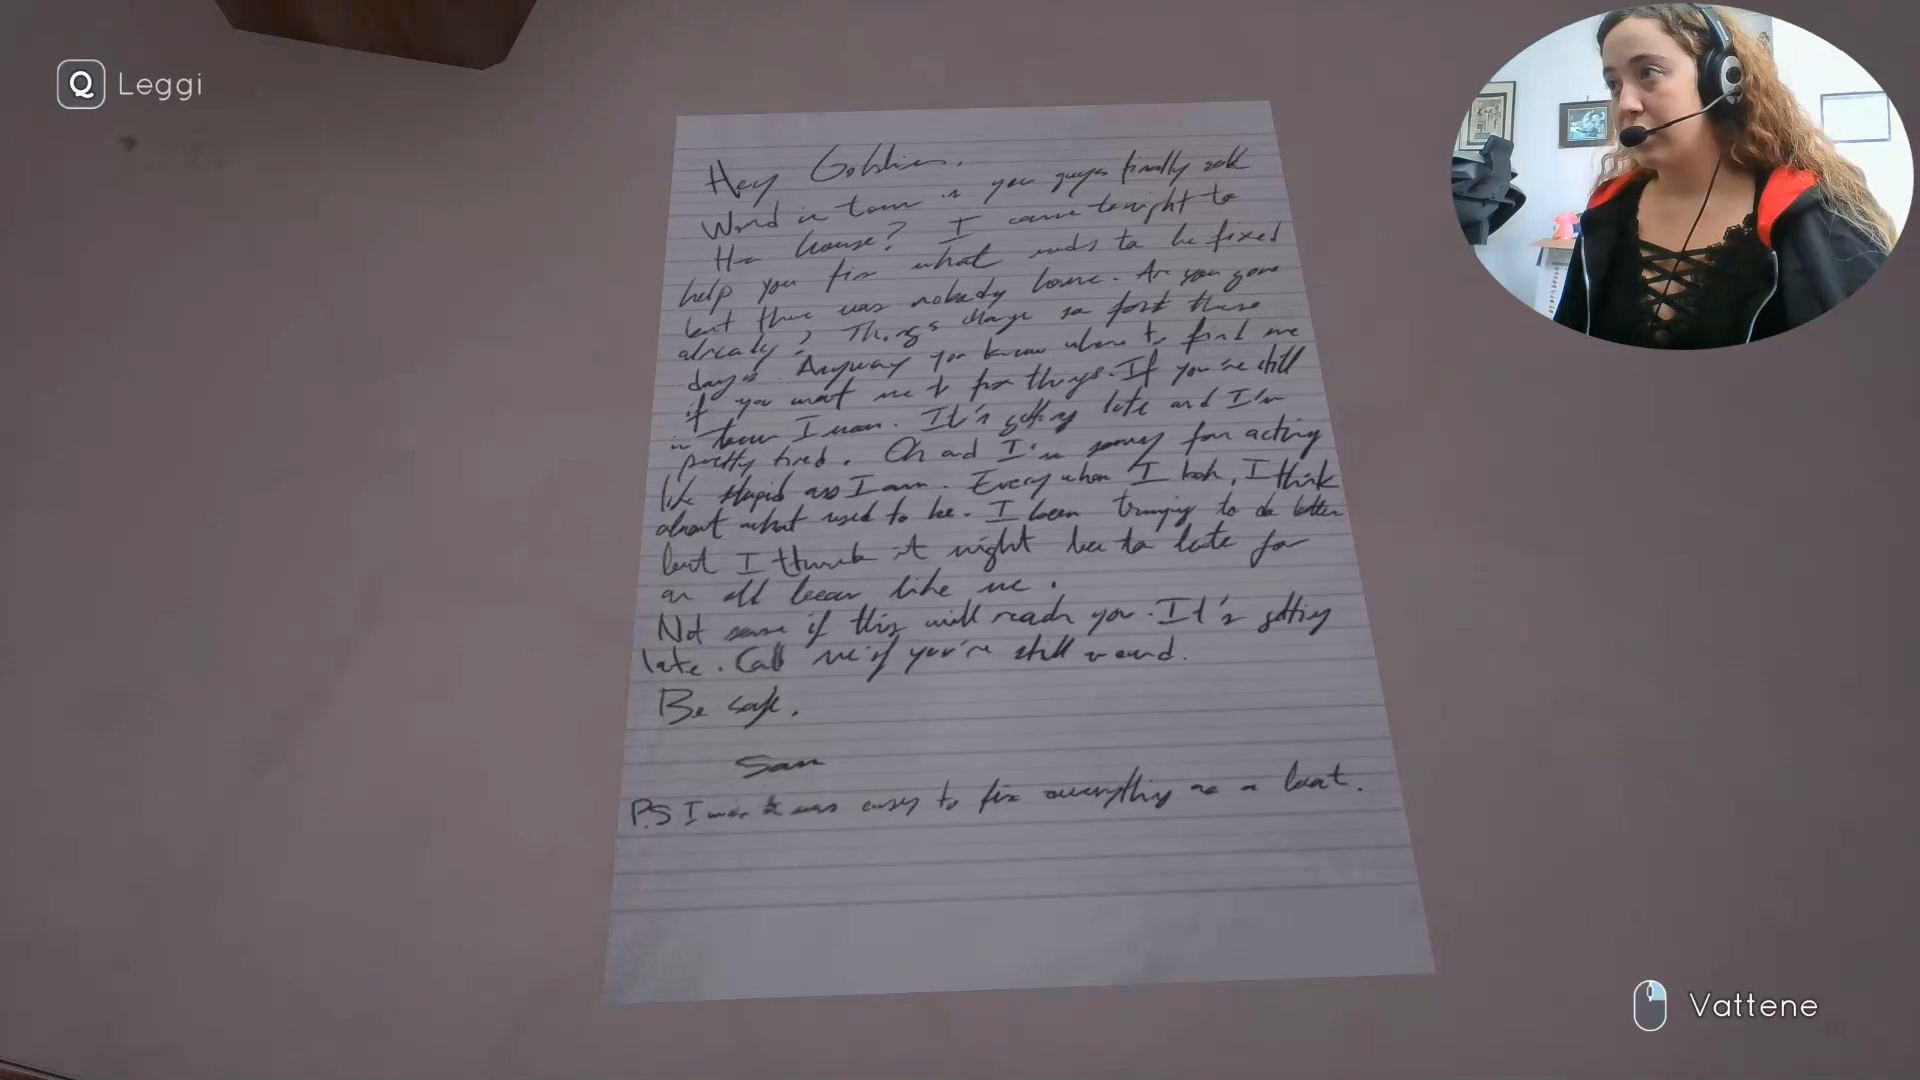 Leggi
Hey
Word in town is you guys finally sold
the house? I came tonight to
help you fix what needs to be fixed
but there was nobody home. Are you gone
already? Things change so fast these
days. Anyway you know where to find me
if you want me to fix things. If you're still
in town I mean. It's getting late and I'm
pretty tired. Oh and I'm sorry for acting
like stupid ass I am. Everywhere I look, I think
about what used to be. I been trying to do better
but I think it might be to late for
an old bear like me.
Not sure if this will reach you. It's getting
late. Call me if you're still around.
Be safe.
Sam
P.S I wish it was easy to fix everything as a boat.
Vattene